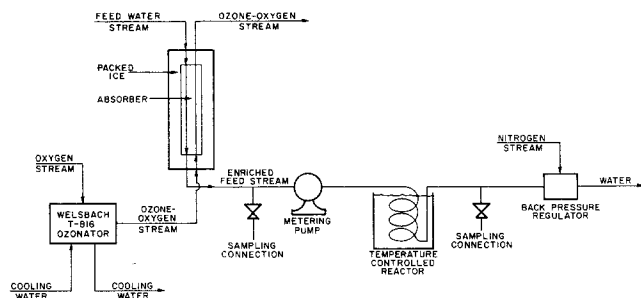 FEED WATER
STREAM
OZONE-OXYGEN
STREAM
PACKED
ICE
ABSORBER
OXYGEN
STREAM
WELSBACH
T-816
OZONATOR
OZONE-
OXYGEN
STREAM
COOLING
WATER
COOLING
WATER
ENRICHED
FEED STREAM
SAMPLING
CONNECTION
METERING
PUMP
TEMPERATURE
CONTROLLED
REACTOR
SAMPLING
CONNECTION
NITROGEN
STREAM
BACK PRESSURE
REGULATOR
WATER